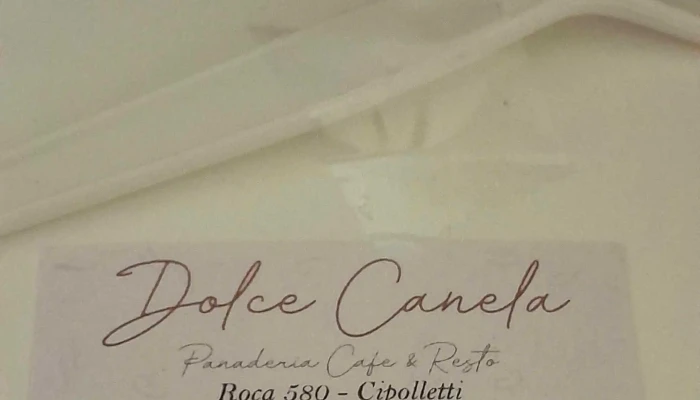 Dolce Canela
Panaderia Cafe & Resto
Roca 580 - Cipolletti